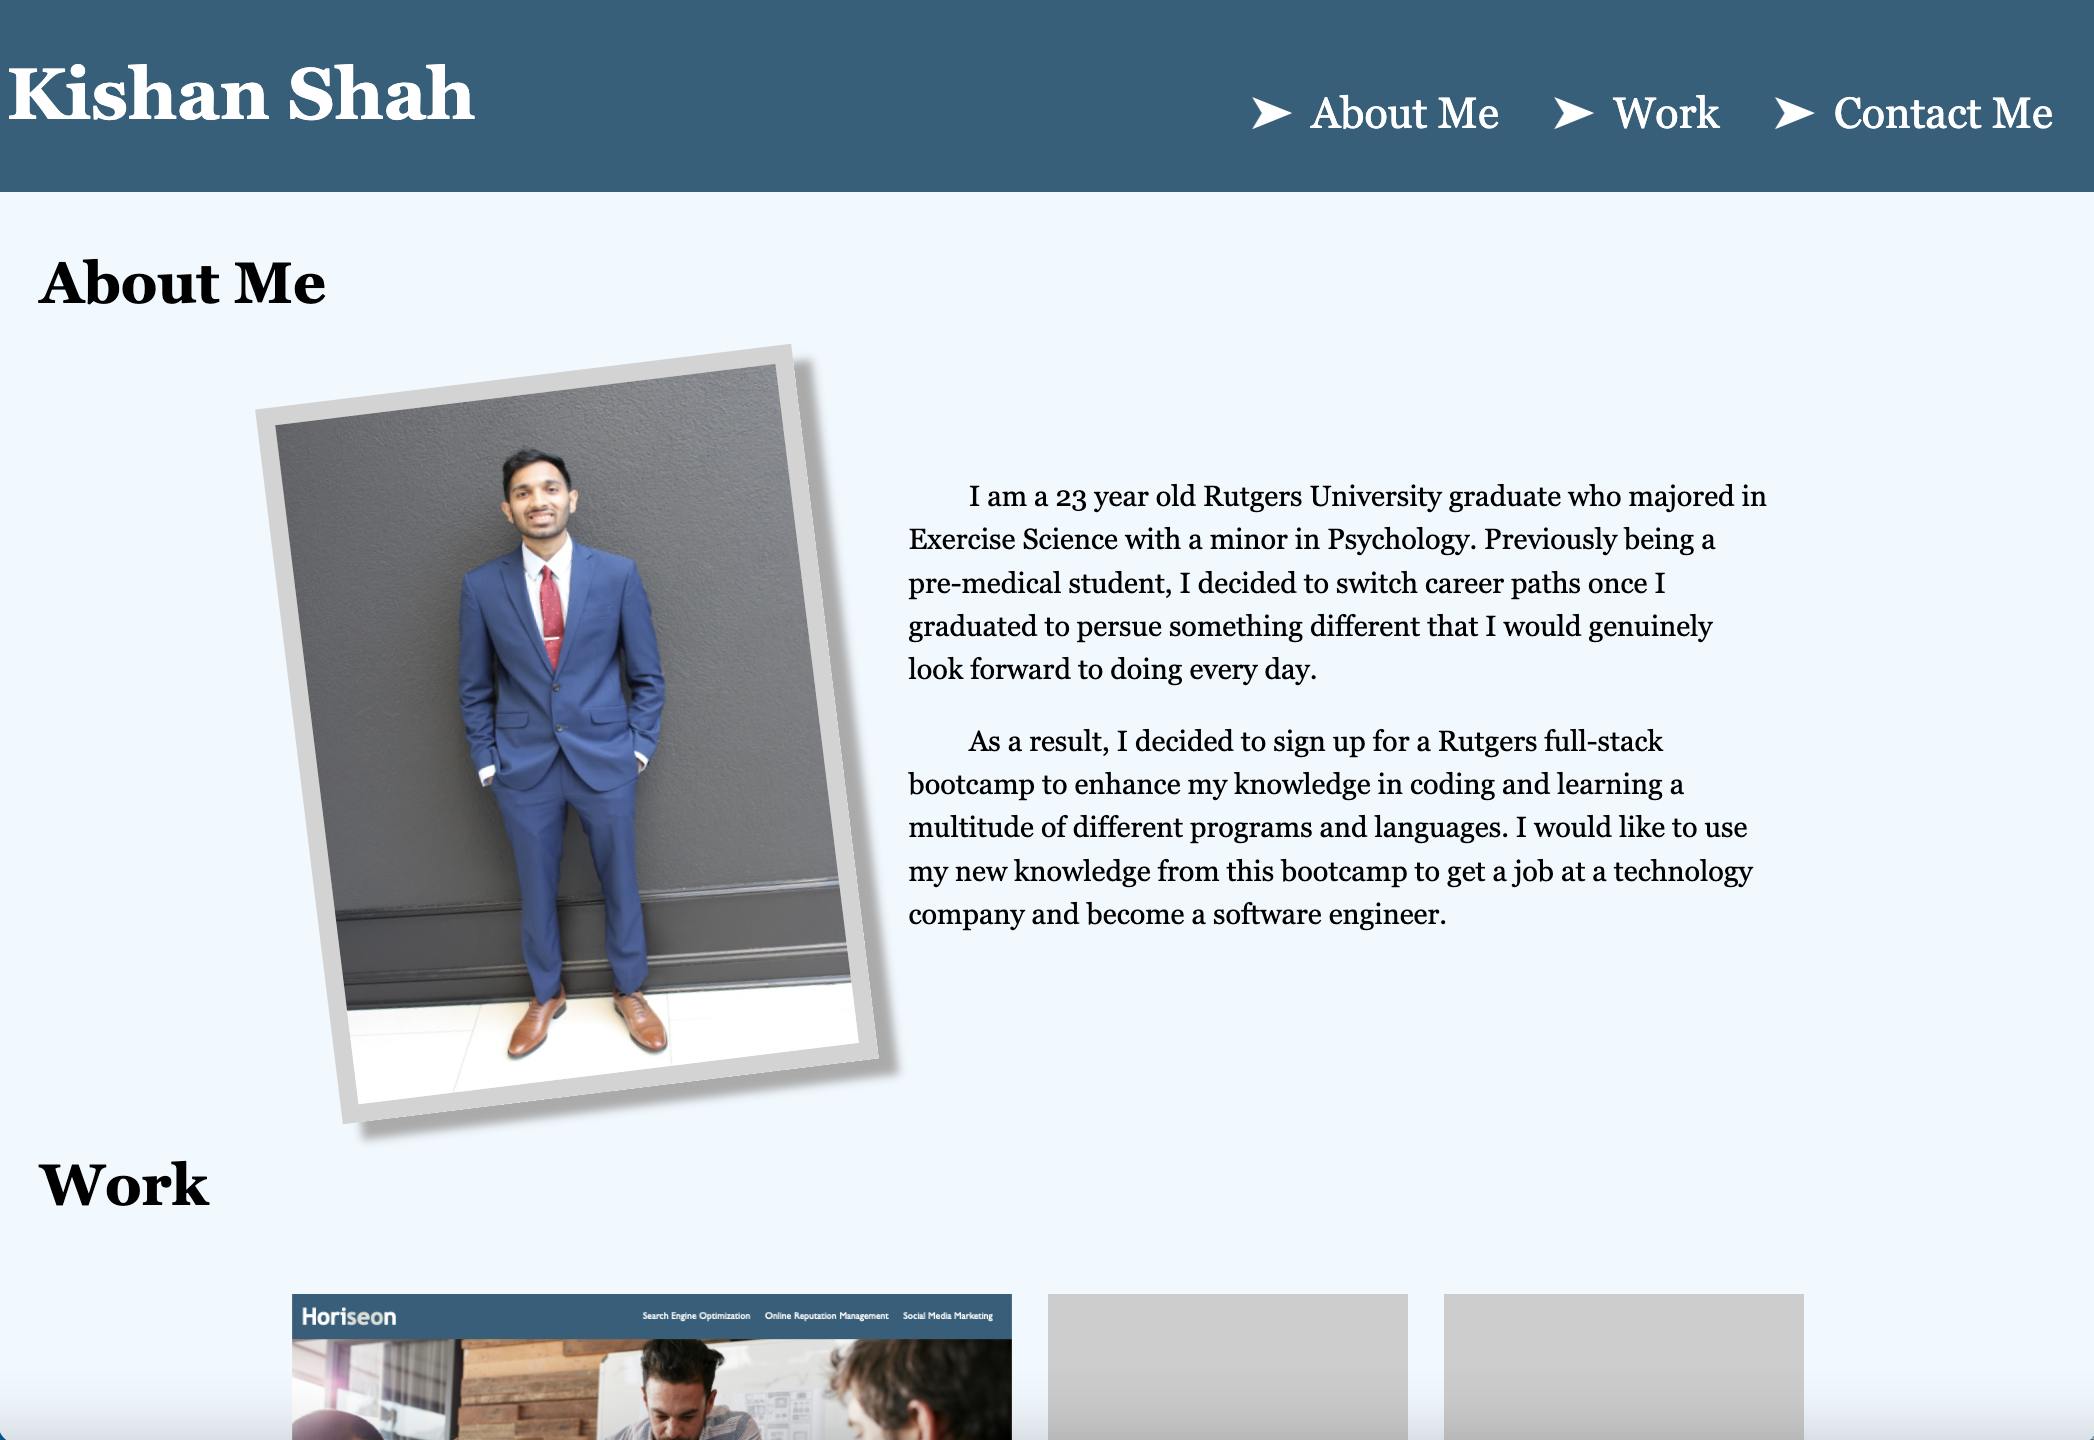 Kishan Shah
➤ About Me ➤ Work ➤ Contact Me
About Me
I am a 23 year old Rutgers University graduate who majored in
Exercise Science with a minor in Psychology. Previously being a
pre-medical student, I decided to switch career paths once I
graduated to persue something different that I would genuinely
look forward to doing every day.
As a result, I decided to sign up for a Rutgers full-stack
bootcamp to enhance my knowledge in coding and learning a
multitude of different programs and languages. I would like to use
my new knowledge from this bootcamp to get a job at a technology
company and become a software engineer.
Work
Horiseon Search Engine Optimization Online Reputation Management Social Media Marketing